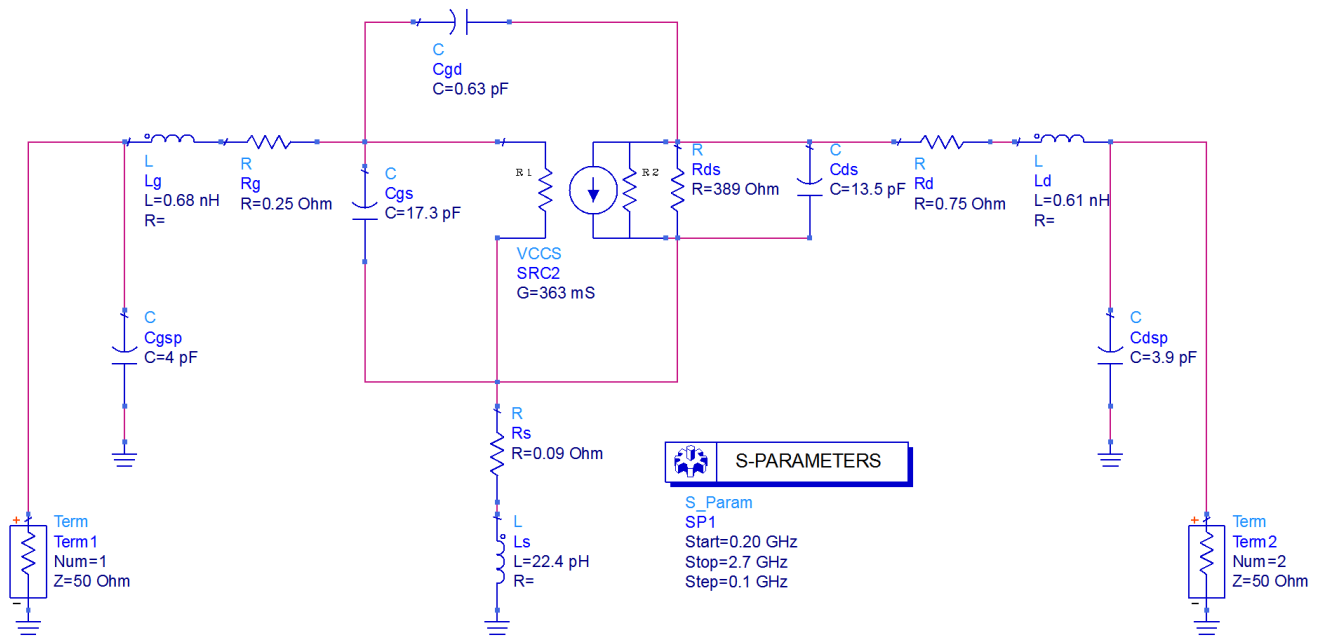 C
Cgd
C=0.63 pF
L
Lg
L=0.68 nH
R=
R
Rg
R=0.25 Ohm
C
Cgs
C=17.3 pF
R1
R2
VCCS
SRC2
G=363 mS
R
Rds
R=389 Ohm
C
Cds
C=13.5 pF
R
Rd
R=0.75 Ohm
L
Ld
L=0.61 nH
R=
C
Cgsp
C=4 pF
C
Cdsp
C=3.9 pF
R
Rs
R=0.09 Ohm
L
Ls
L=22.4 pH
R=
S-PARAMETERS
S_Param
SP1
Start=0.20 GHz
Stop=2.7 GHz
Step=0.1 GHz
+
Term
Term1
Num=1
Z=50 Ohm
-
+
Term
Term2
Num=2
Z=50 Ohm
-